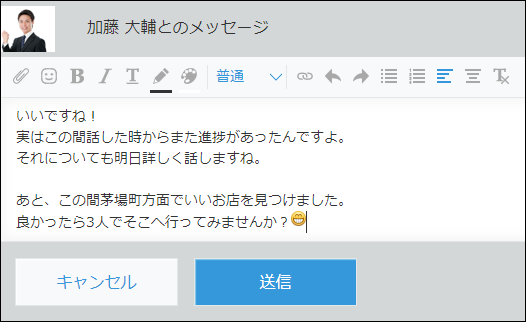 加藤 大輔とのメッセージ
B I T 普通
いいですね！
実はこの間話した時からまた進捗があったんですよ。
それについても明日詳しく話しますね。
あと、この間茅場町方面でいいお店を見つけました。
良かったら3人でそこへ行ってみませんか？😁
キャンセル 送信